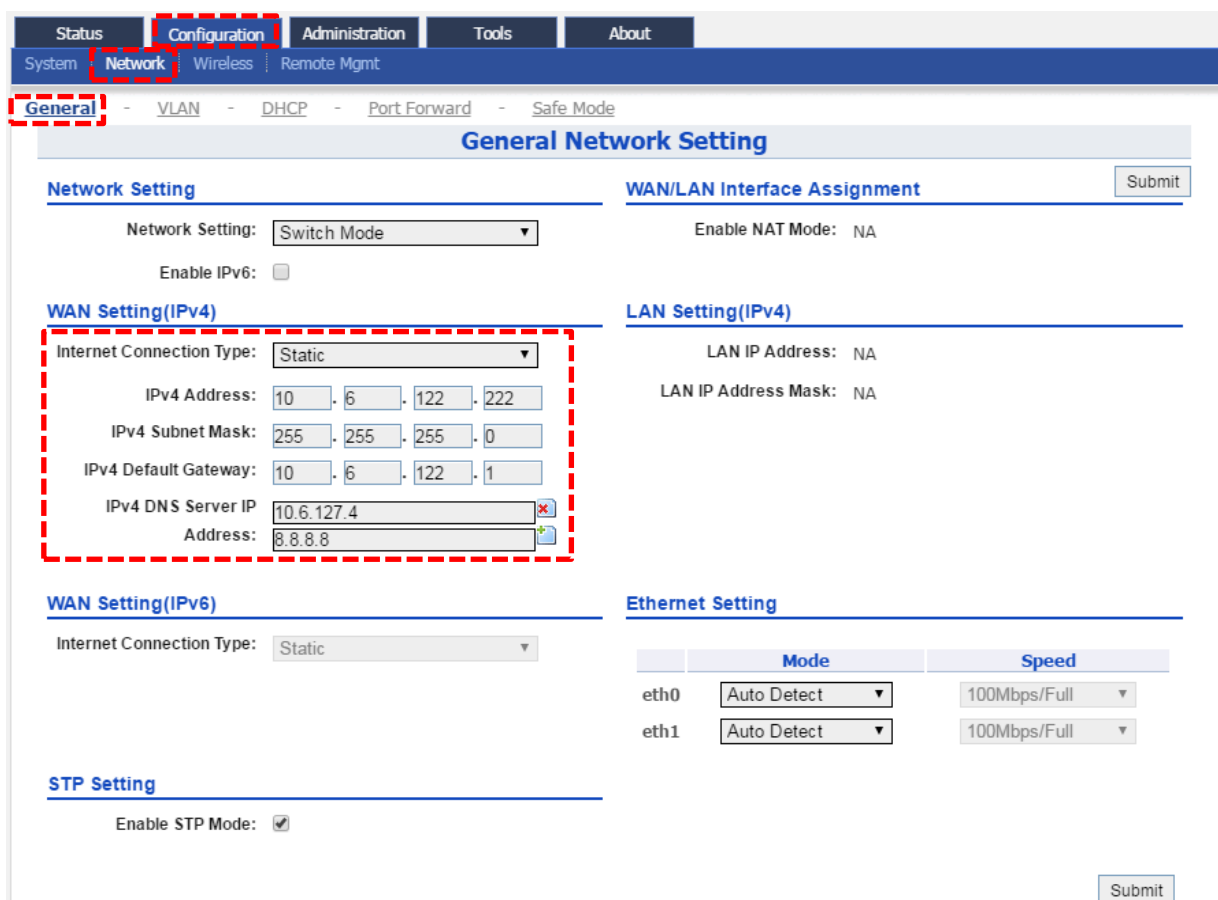 Status Configuration Administration Tools About
System Network Wireless Remote Mgmt
General - VLAN - DHCP - Port Forward - Safe Mode
General Network Setting
Submit
Network Setting
Network Setting: Switch Mode
Enable IPv6:
WAN/LAN Interface Assignment
Enable NAT Mode: NA
WAN Setting(IPv4)
Internet Connection Type: Static
IPv4 Address: 10 . 6 . 122 . 222
IPv4 Subnet Mask: 255 . 255 . 255 . 0
IPv4 Default Gateway: 10 . 6 . 122 . 1
IPv4 DNS Server IP 10.6.127.4
Address: 8.8.8.8
LAN Setting(IPv4)
LAN IP Address: NA
LAN IP Address Mask: NA
WAN Setting(IPv6)
Internet Connection Type: Static
Ethernet Setting
Mode Speed
eth0 Auto Detect 100Mbps/Full
eth1 Auto Detect 100Mbps/Full
STP Setting
Enable STP Mode:
Submit